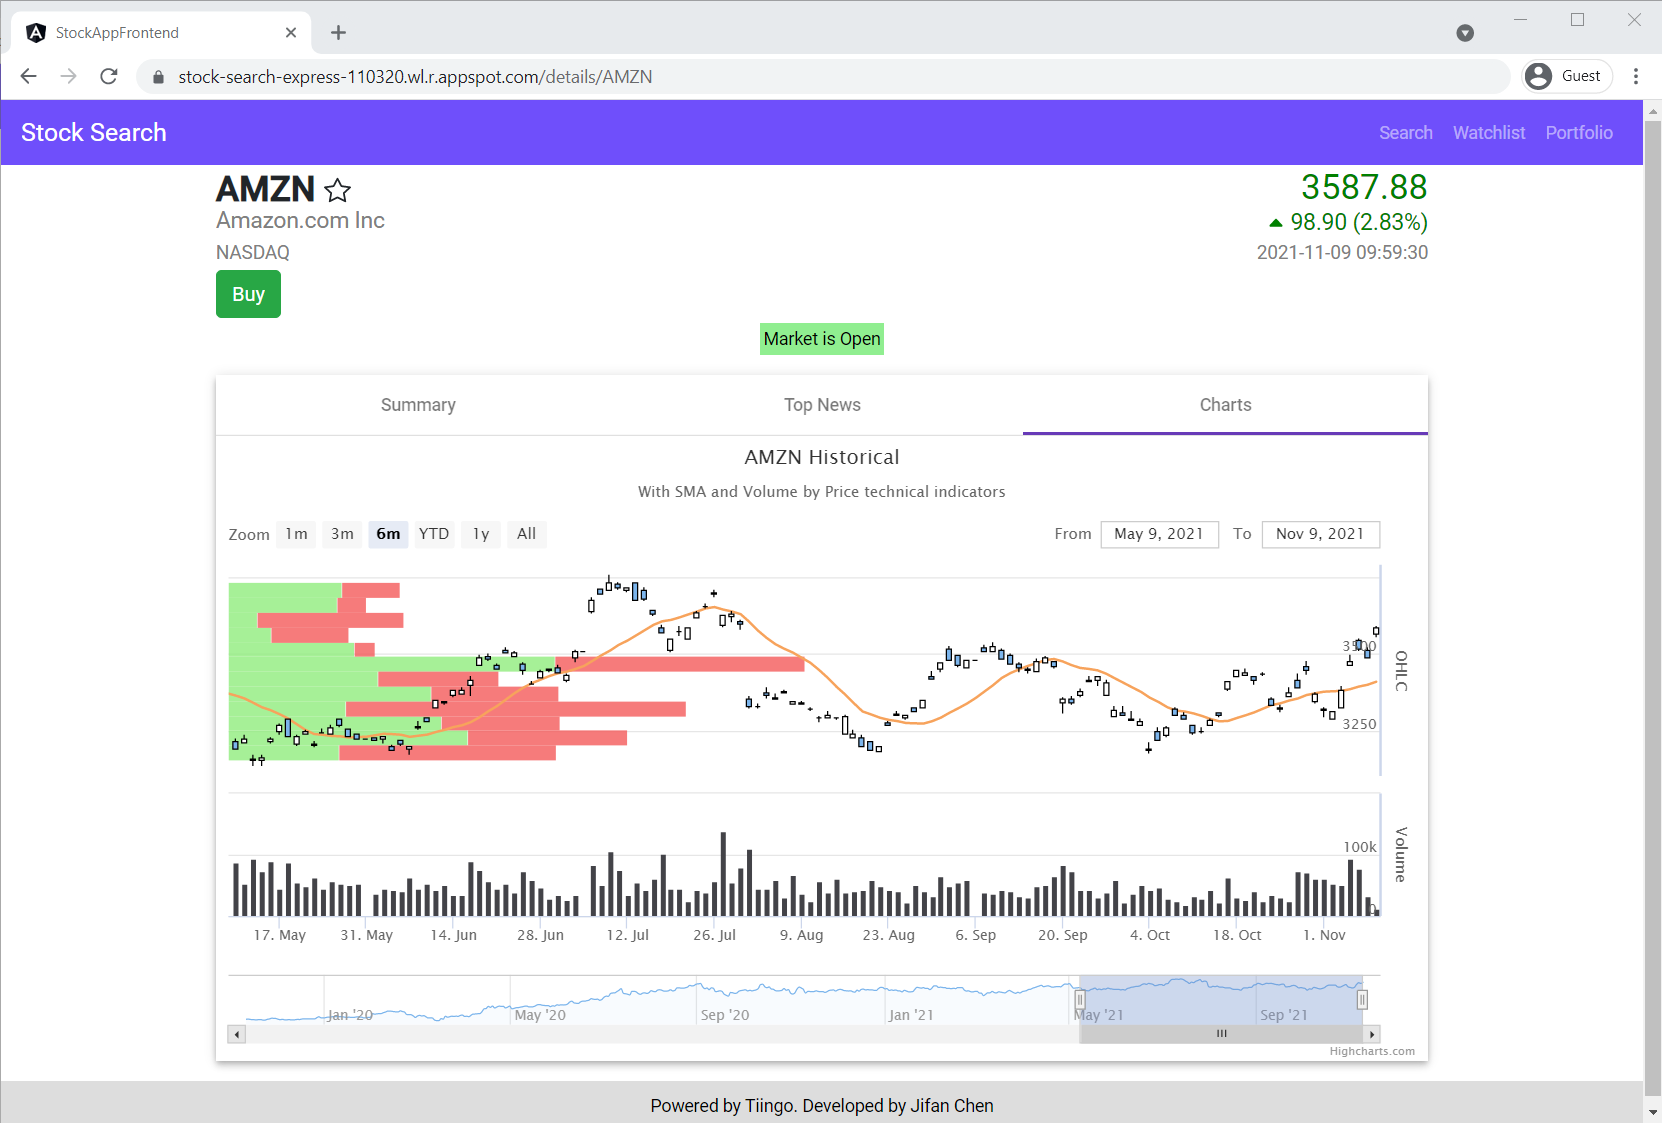 StockAppFrontend
stock-search-express-110320.wl.r.appspot.com/details/AMZN
Guest
Stock Search
Search Watchlist Portfolio
AMZN
3587.88
Amazon.com Inc
98.90 (2.83%)
NASDAQ
2021-11-09 09:59:30
Buy
Market is Open
Summary Top News Charts
AMZN Historical
With SMA and Volume by Price technical indicators
Zoom 1m 3m 6m YTD 1y All
From May 9, 2021 To Nov 9, 2021
3500
OHLC
3250
100k
Volume
0
17. May 31. May 14. Jun 28. Jun 12. Jul 26. Jul 9. Aug 23. Aug 6. Sep 20. Sep 4. Oct 18. Oct 1. Nov
Jan '20 May '20 Sep '20 Jan '21 May '21 Sep '21
Highcharts.com
Powered by Tiingo. Developed by Jifan Chen